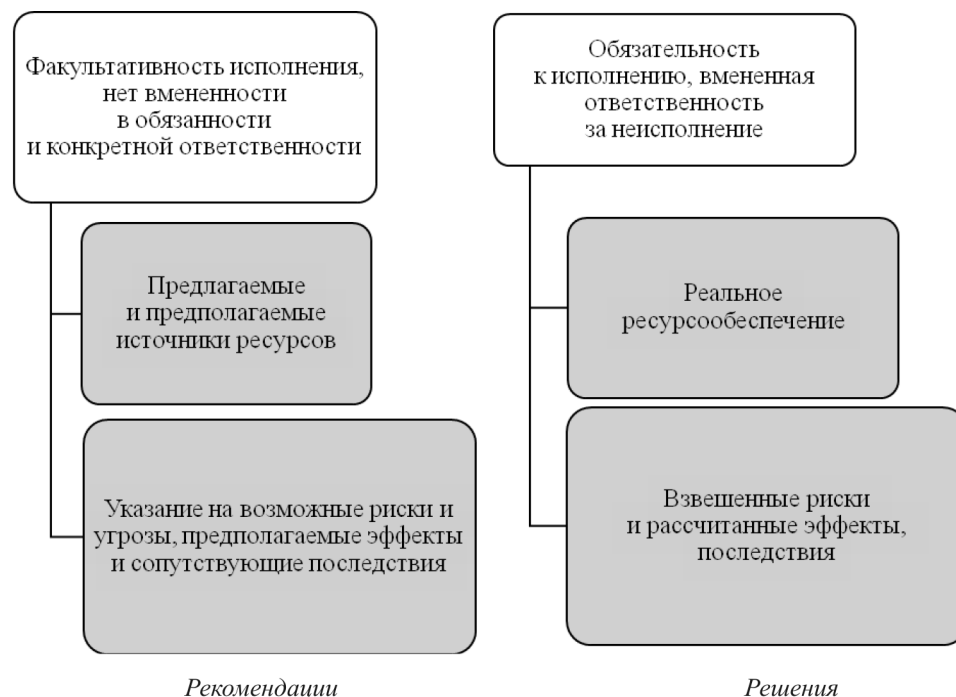 Факультативность исполнения,
нет вмененности
в обязанности
и конкретной ответственности
Предлагаемые
и предполагаемые
источники ресурсов
Указание на возможные риски и
угрозы, предполагаемые эффекты
и сопутствующие последствия
Рекомендации
Обязательность
к исполнению, вмененная
ответственность
за неисполнение
Реальное
ресурсообеспечение
Взвешенные риски
и рассчитанные эффекты,
последствия
Решения